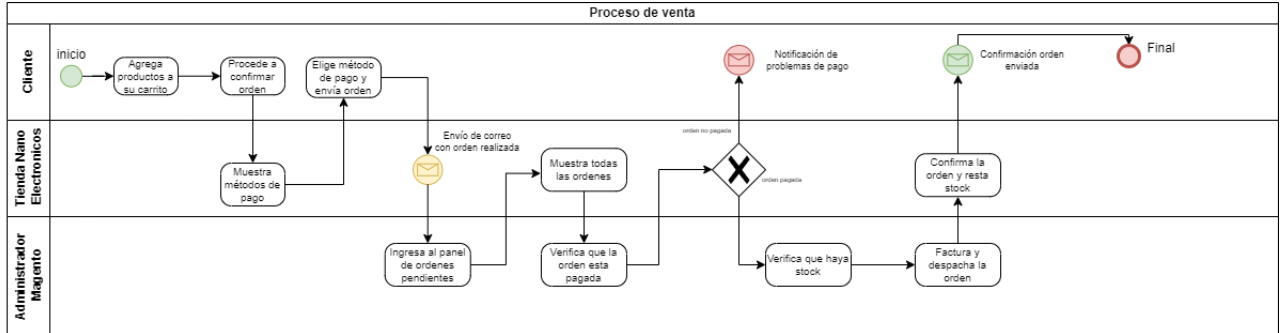 Proceso de venta
Cliente
inicio
Agrega
productos a
su carrito
Procede a
confirmar
orden
Elige método
de pago y
envía orden
Notificación de
problemas de pago
Confirmación orden
enviada
Final
Tienda Nano
Electronicos
Muestra
métodos de
pago
Envío de correo
con orden realizada
Muestra todas
las ordenes
orden no pagada
orden pagada
Confirma la
orden y resta
stock
Administrador
Magento
Ingresa al panel
de ordenes
pendientes
Verifica que la
orden esta
pagada
Verifica que haya
stock
Factura y
despacha la
orden